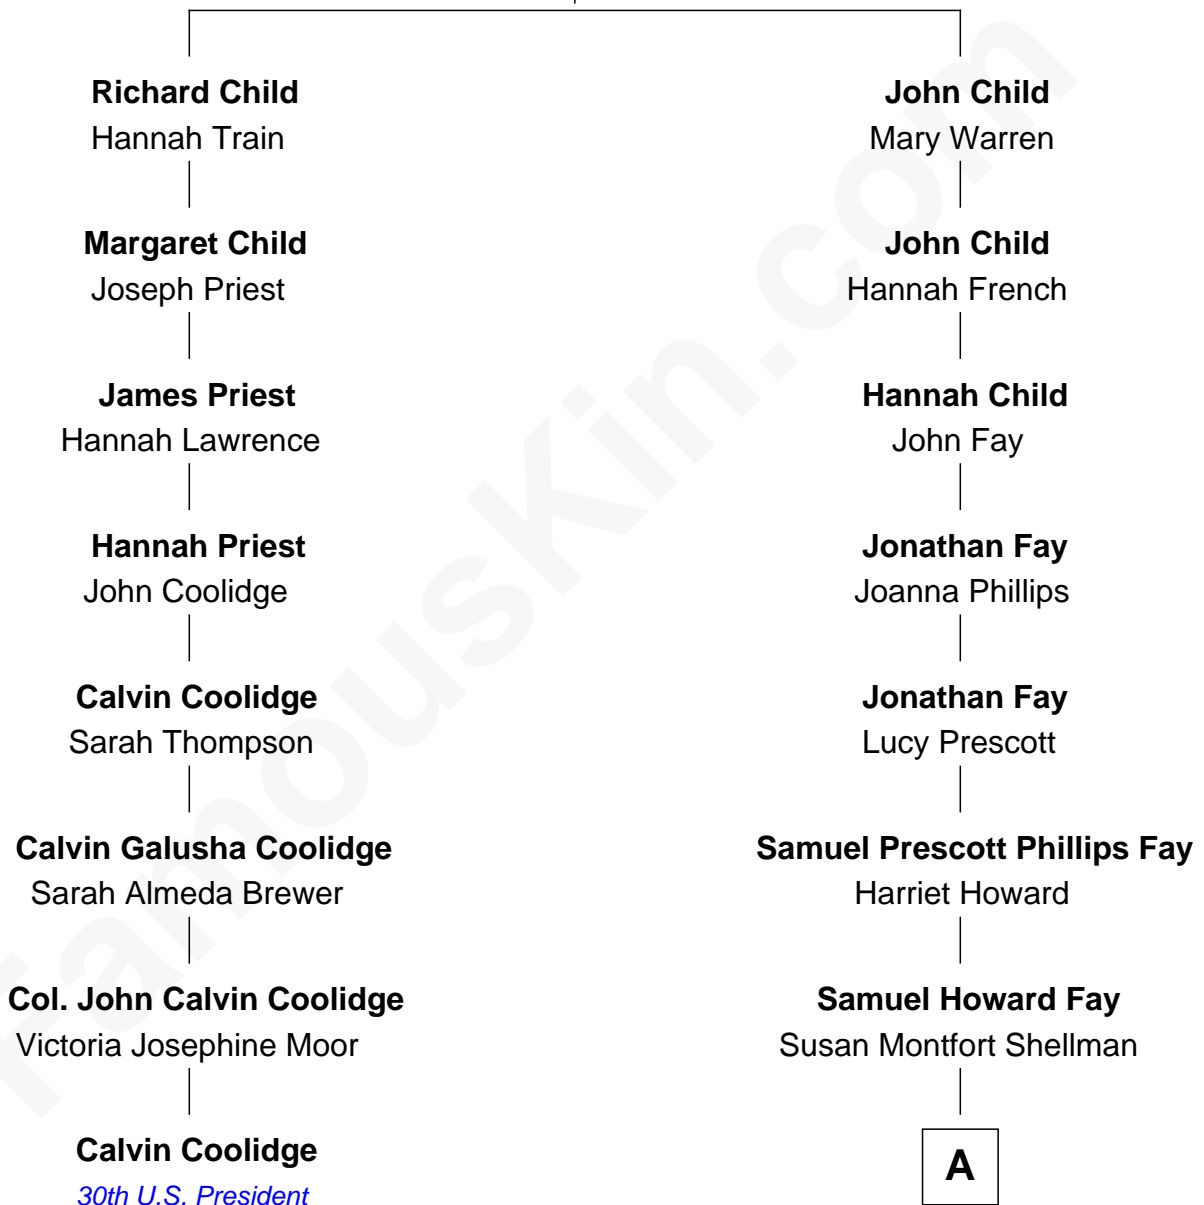 Richard Child
Hannah Train
Margaret Child
Joseph Priest
James Priest
Hannah Lawrence
Hannah Priest
John Coolidge
Calvin Coolidge
Sarah Thompson
Calvin Galusha Coolidge
Sarah Almeda Brewer
Col. John Calvin Coolidge
Victoria Josephine Moor
Calvin Coolidge
30th U.S. President
John Child
Mary Warren
John Child
Hannah French
Hannah Child
John Fay
Jonathan Fay
Joanna Phillips
Jonathan Fay
Lucy Prescott
Samuel Prescott Phillips Fay
Harriet Howard
Samuel Howard Fay
Susan Montfort Shellman
A
FamousKin.com